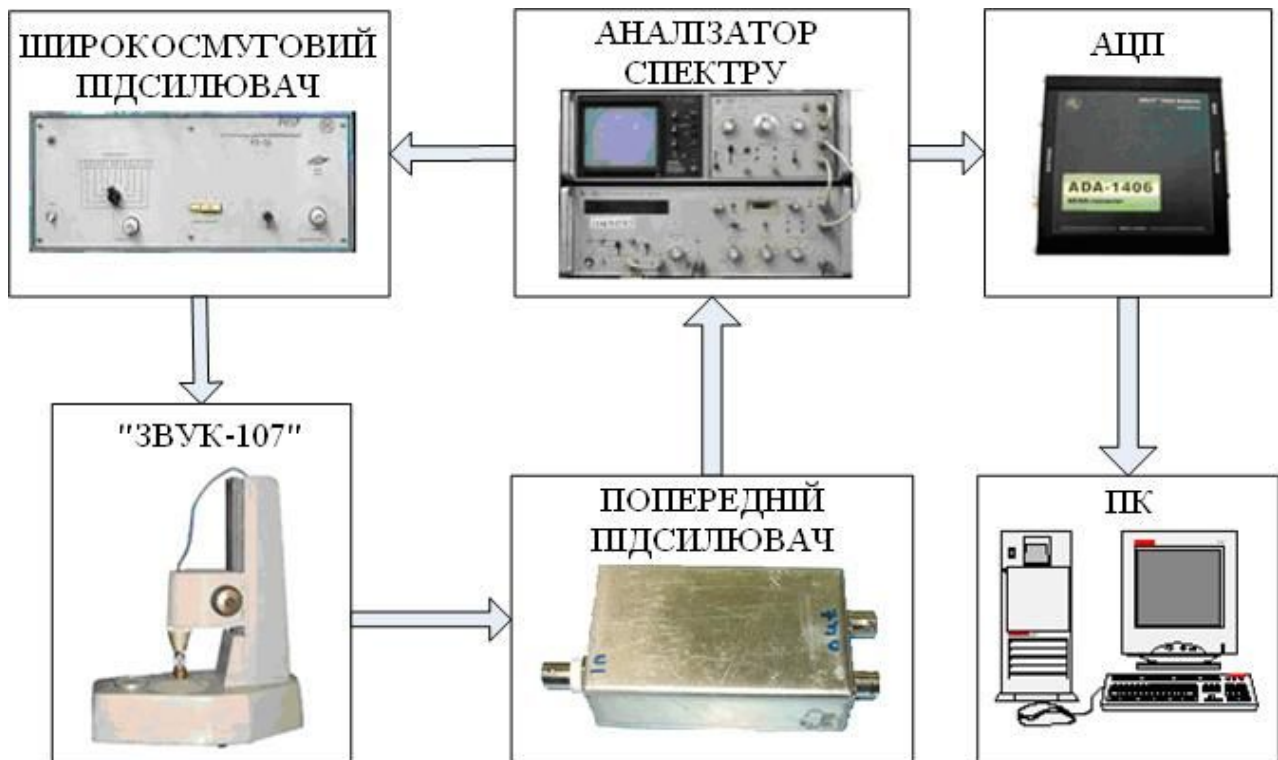 ШИРОКОСМУГОВИЙ
ПІДСИЛЮВАЧ
АНАЛІЗАТОР
СПЕКТРУ
АЦП
ADA-1406
"ЗВУК-107"
ПОПЕРЕДНІЙ
ПІДСИЛЮВАЧ
In
out
ПК